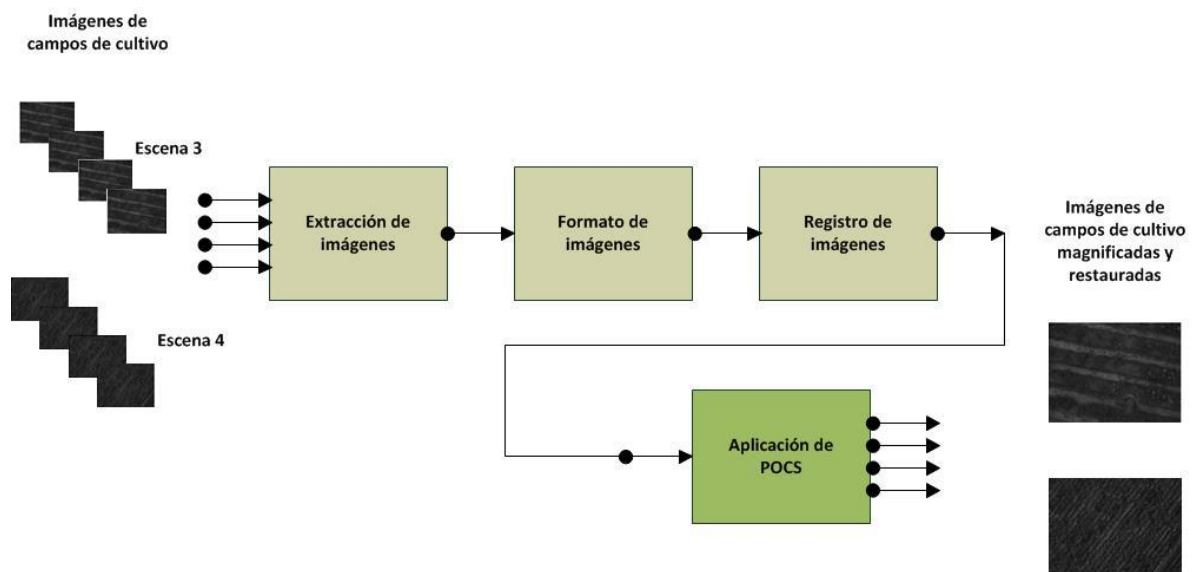 Imágenes de
campos de cultivo
Escena 3
Escena 4
Extracción de
imágenes
Formato de
imágenes
Registro de
imágenes
Aplicación de
POCS
Imágenes de
campos de cultivo
magnificadas y
restauradas